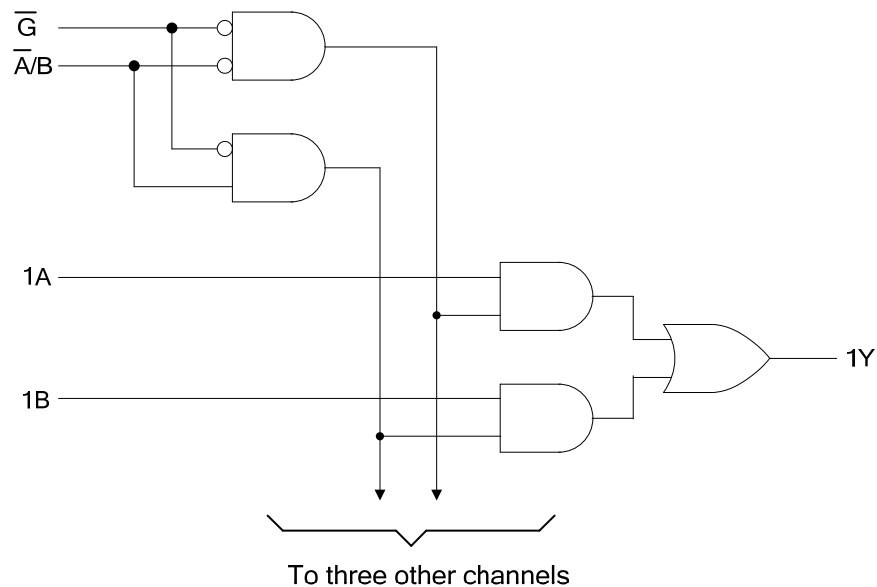 G̅
A̅/B
1A
1Y
1B
To three other channels